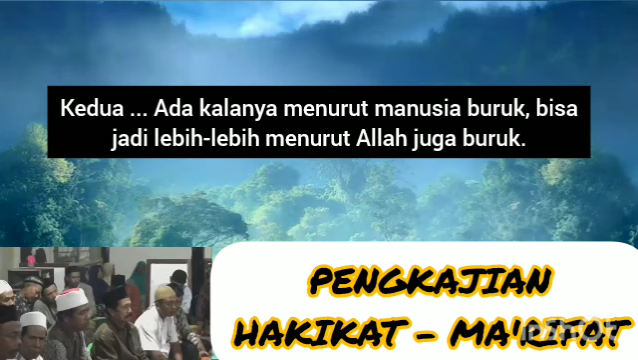 Kedua ... Ada kalanya menurut manusia buruk, bisa
jadi lebih-lebih menurut Allah juga buruk.
PENGKAJIAN
HAKIKAT - MA'RIFAT